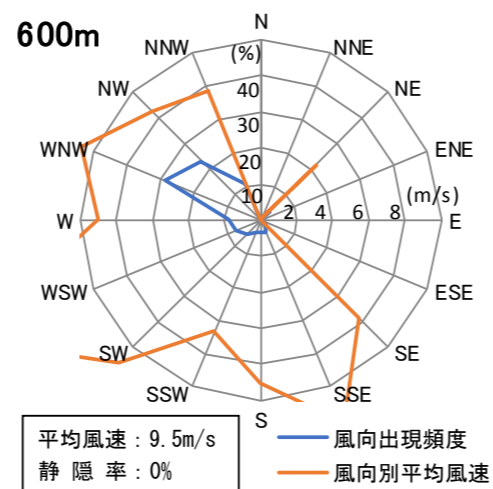 600m
N
NNW
NNE
(%)
NW
NE
40
30
WNW
ENE
20
10
(m/s)
W
2
4
6
8
E
WSW
ESE
SW
SE
SSW
SSE
S
平均風速：9.5m/s
静 隠 率：0%
風向出現頻度
風向別平均風速